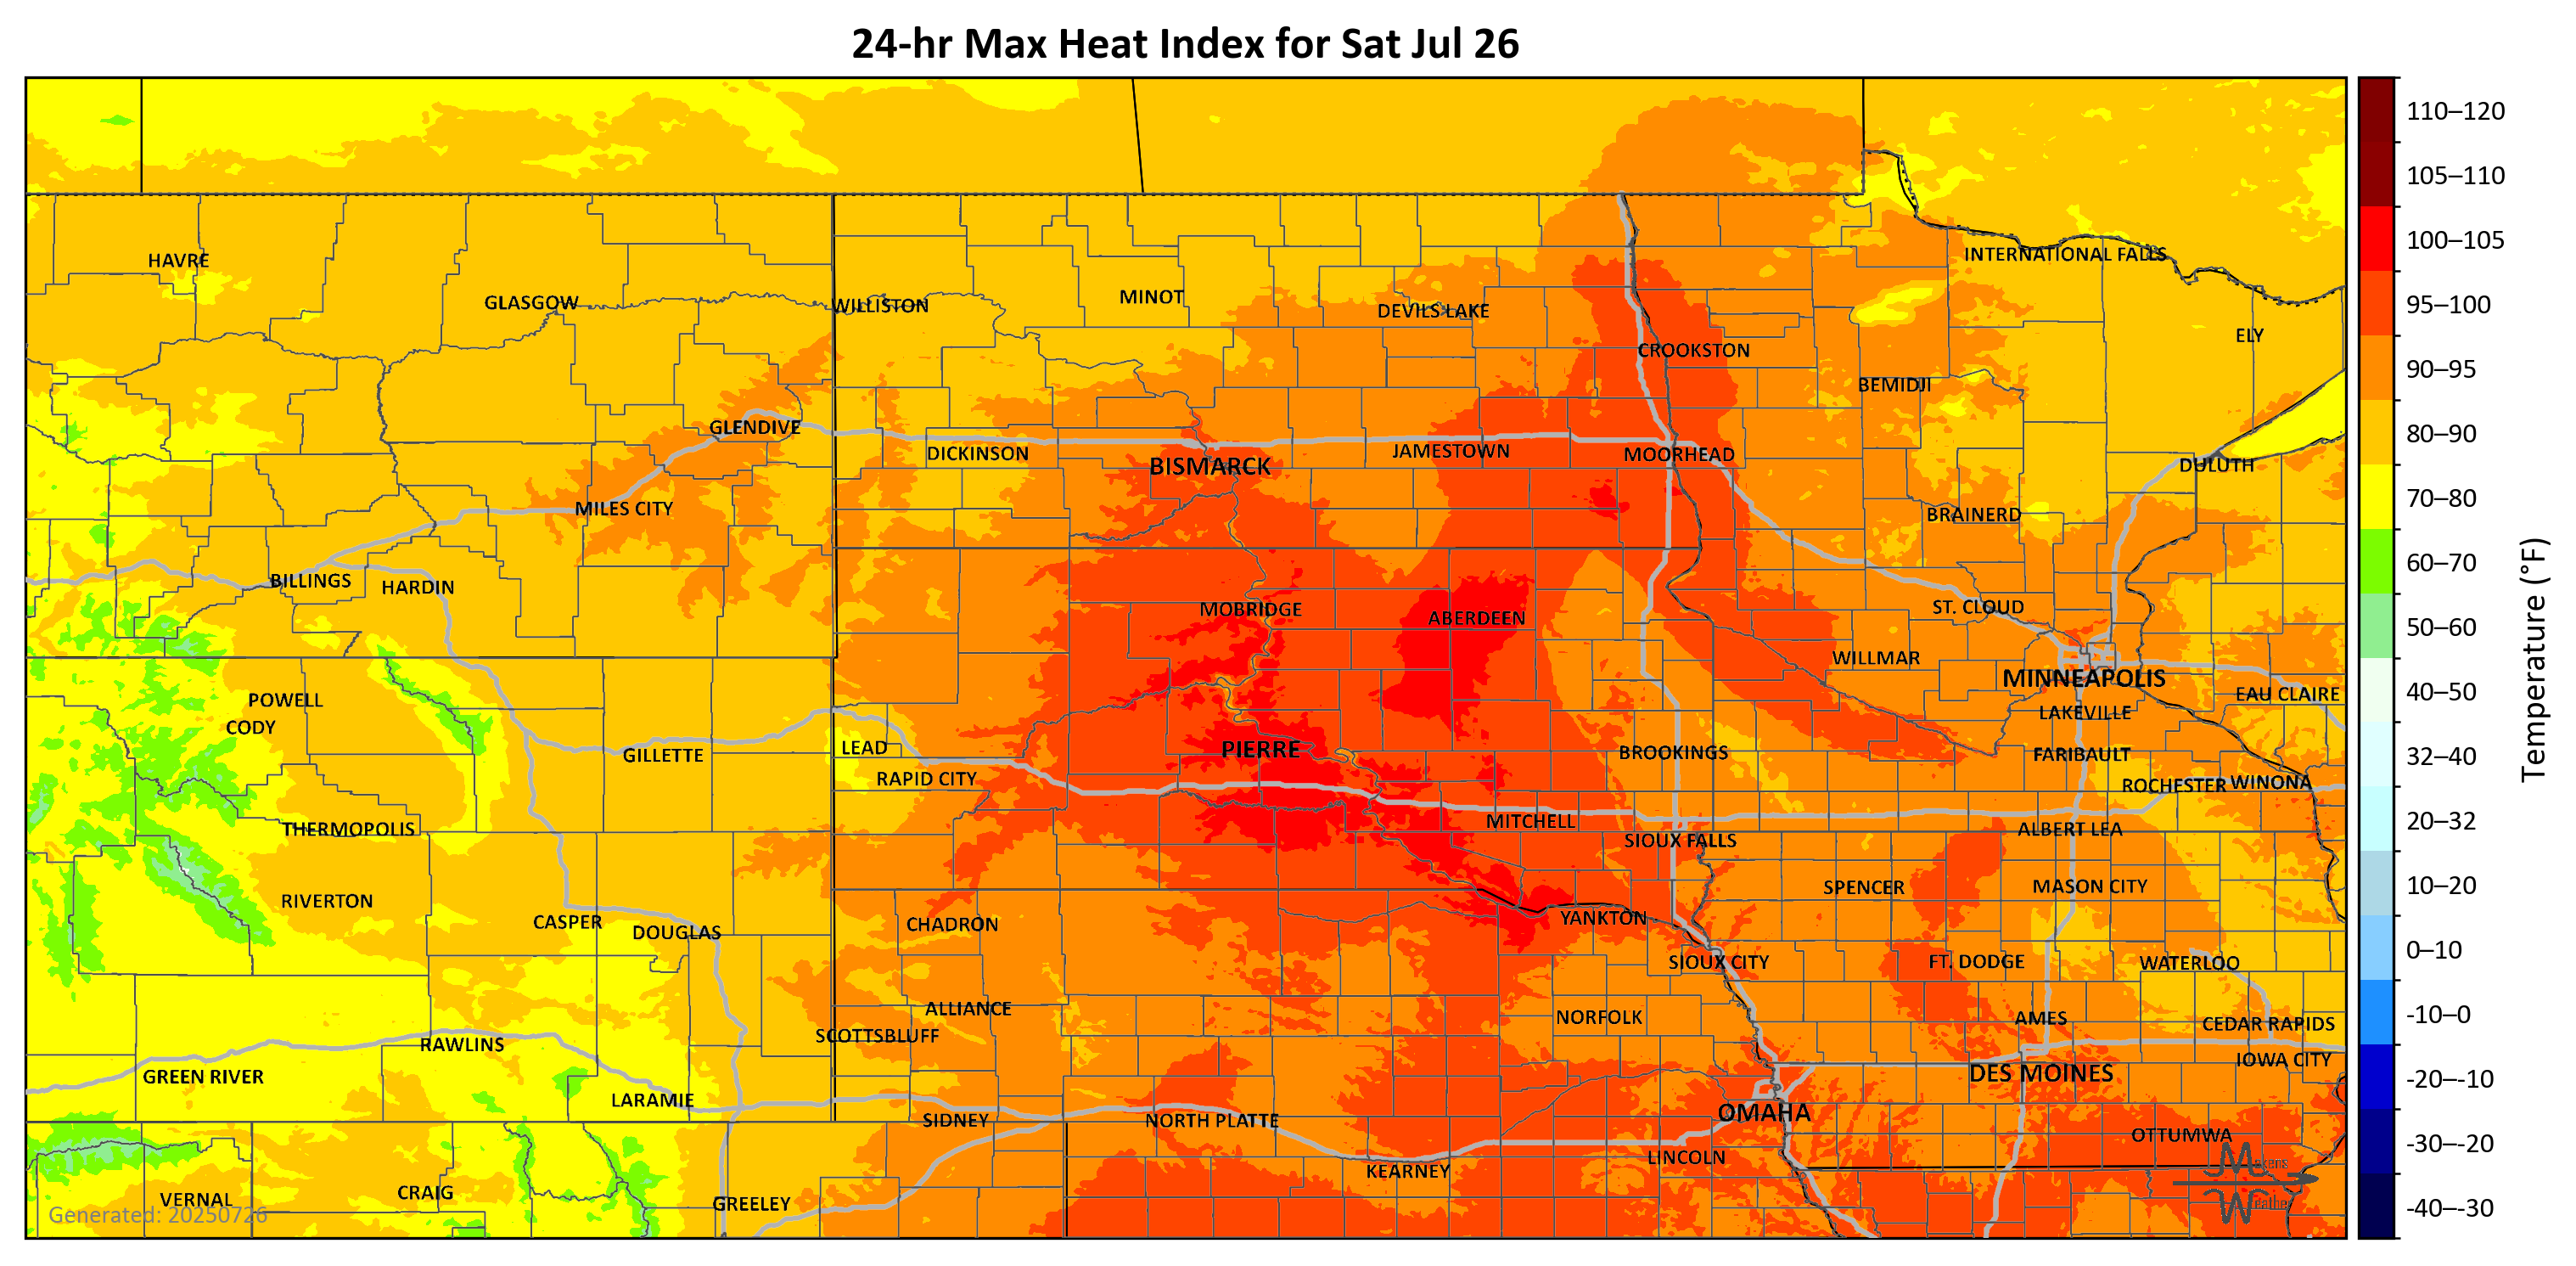 24-hr Max Heat Index for Sat Jul 26
110–120
105–110
100–105
95–100
90–95
80–90
70–80
60–70
50–60
40–50
32–40
20–32
10–20
0–10
-10–0
-20–-10
-30–-20
-40–-30
Temperature (°F)
HAVRE
INTERNATIONAL FALLS
GLASGOW
WILLISTON
MINOT
DEVILS LAKE
ELY
CROOKSTON
BEMIDJI
GLENDIVE
DICKINSON
BISMARCK
JAMESTOWN
MOORHEAD
DULUTH
MILES CITY
BRAINERD
BILLINGS
HARDIN
MOBRIDGE
ABERDEEN
ST. CLOUD
WILLMAR
MINNEAPOLIS
POWELL
EAU CLAIRE
CODY
LAKEVILLE
GILLETTE
LEAD
PIERRE
BROOKINGS
FARIBAULT
RAPID CITY
ROCHESTER
WINONA
THERMOPOLIS
MITCHELL
SIOUX FALLS
ALBERT LEA
RIVERTON
SPENCER
MASON CITY
CASPER
DOUGLAS
CHADRON
YANKTON
SIOUX CITY
FT. DODGE
WATERLOO
ALLIANCE
NORFOLK
AMES
CEDAR RAPIDS
SCOTTSBLUFF
RAWLINS
IOWA CITY
GREEN RIVER
DES MOINES
LARAMIE
SIDNEY
NORTH PLATTE
OMAHA
OTTUMWA
LINCOLN
KEARNEY
VERNAL
CRAIG
GREELEY
Generated: 20250726
Makens
Weather